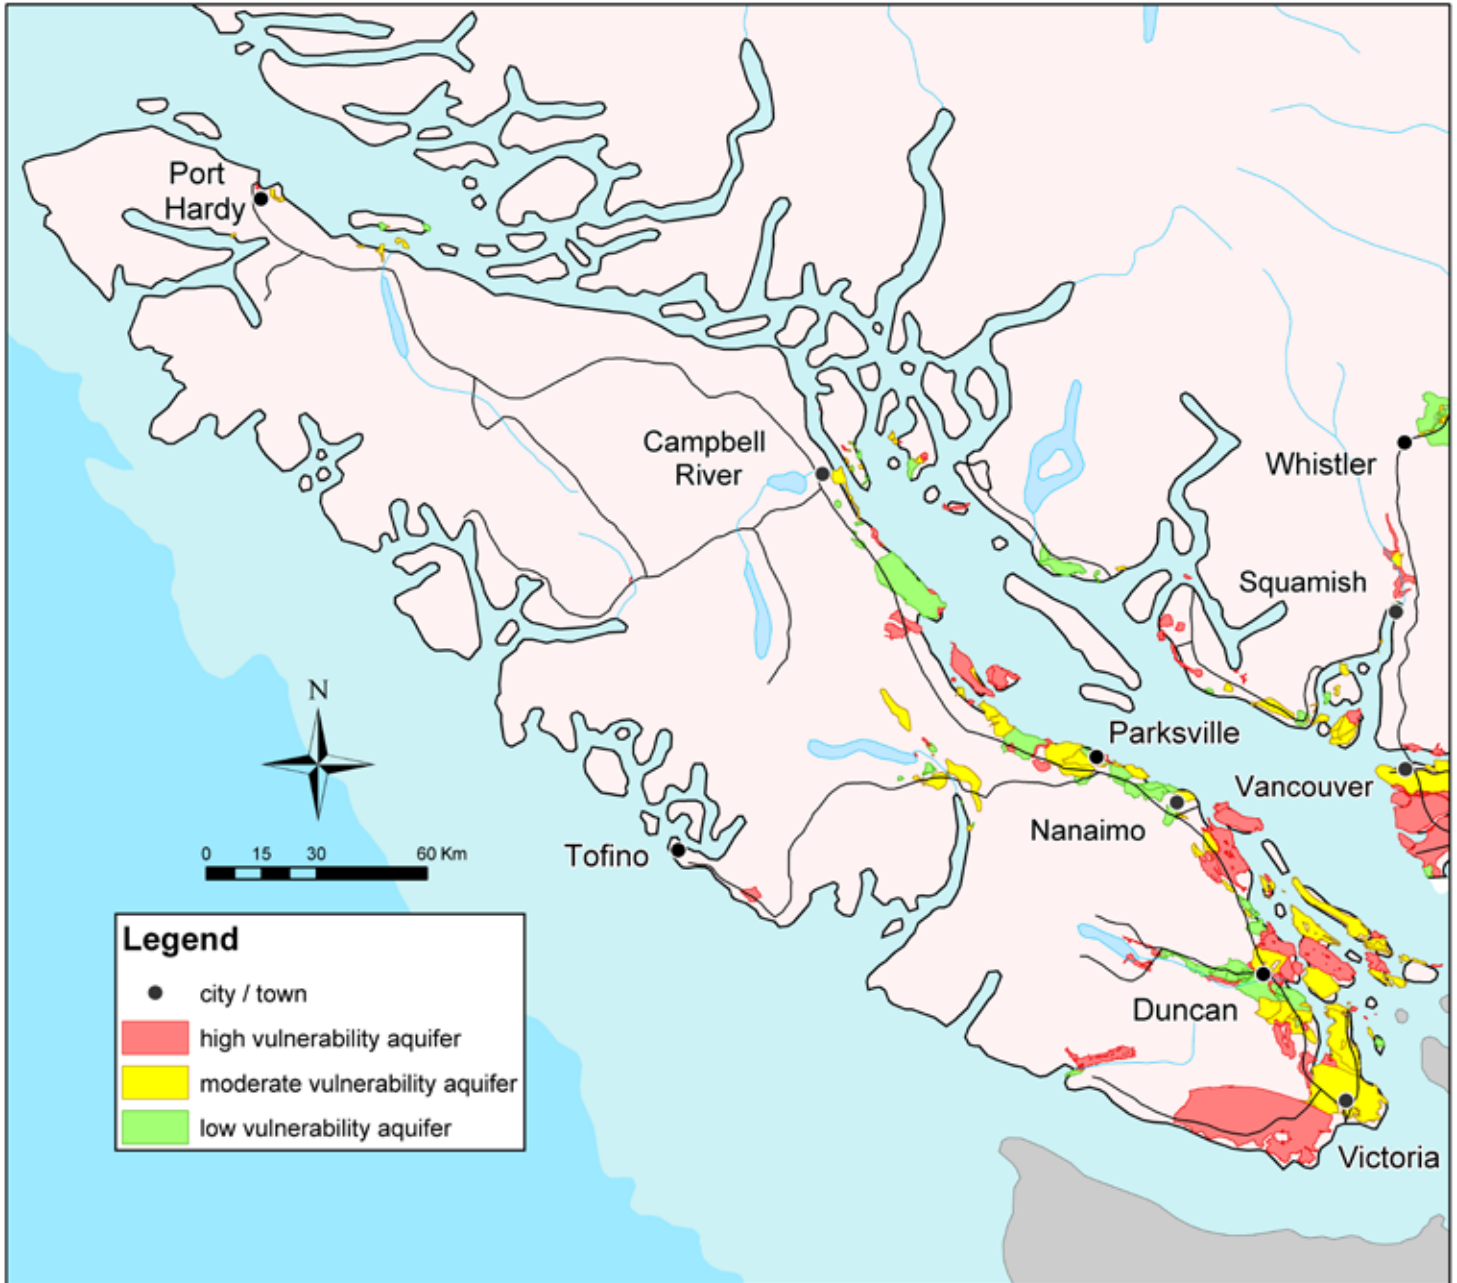 Port
Hardy
Campbell
River
Whistler
Squamish
Parksville
Vancouver
Nanaimo
Tofino
N
0 15 30 60 Km
Duncan
Victoria
Legend
city / town
high vulnerability aquifer
moderate vulnerability aquifer
low vulnerability aquifer